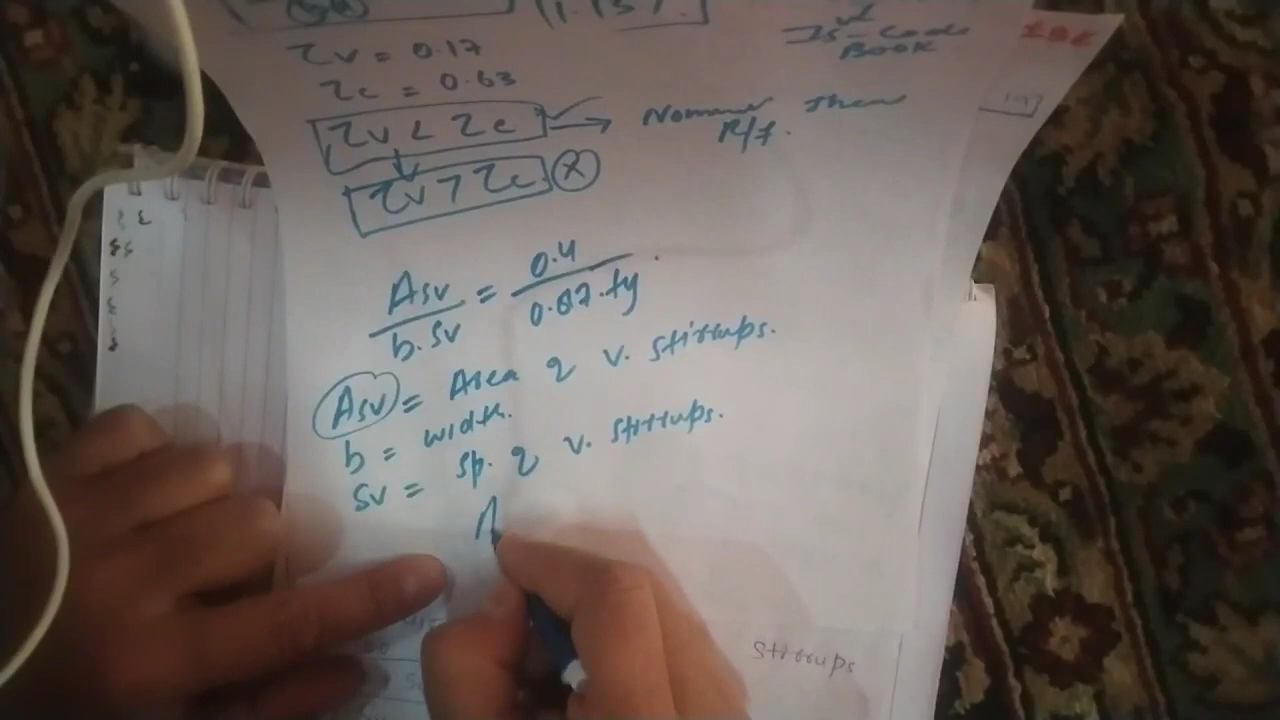 IS-Code
BOOK
τv = 0.17
τc = 0.63
τv < τc → Shear
R/f.
τv > τc X
Asv / b.sv = 0.4 / 0.87.fy
Asv = Area of v. stirrups.
b = width.
sv = sp. of v. stirrups.
A
stirrups